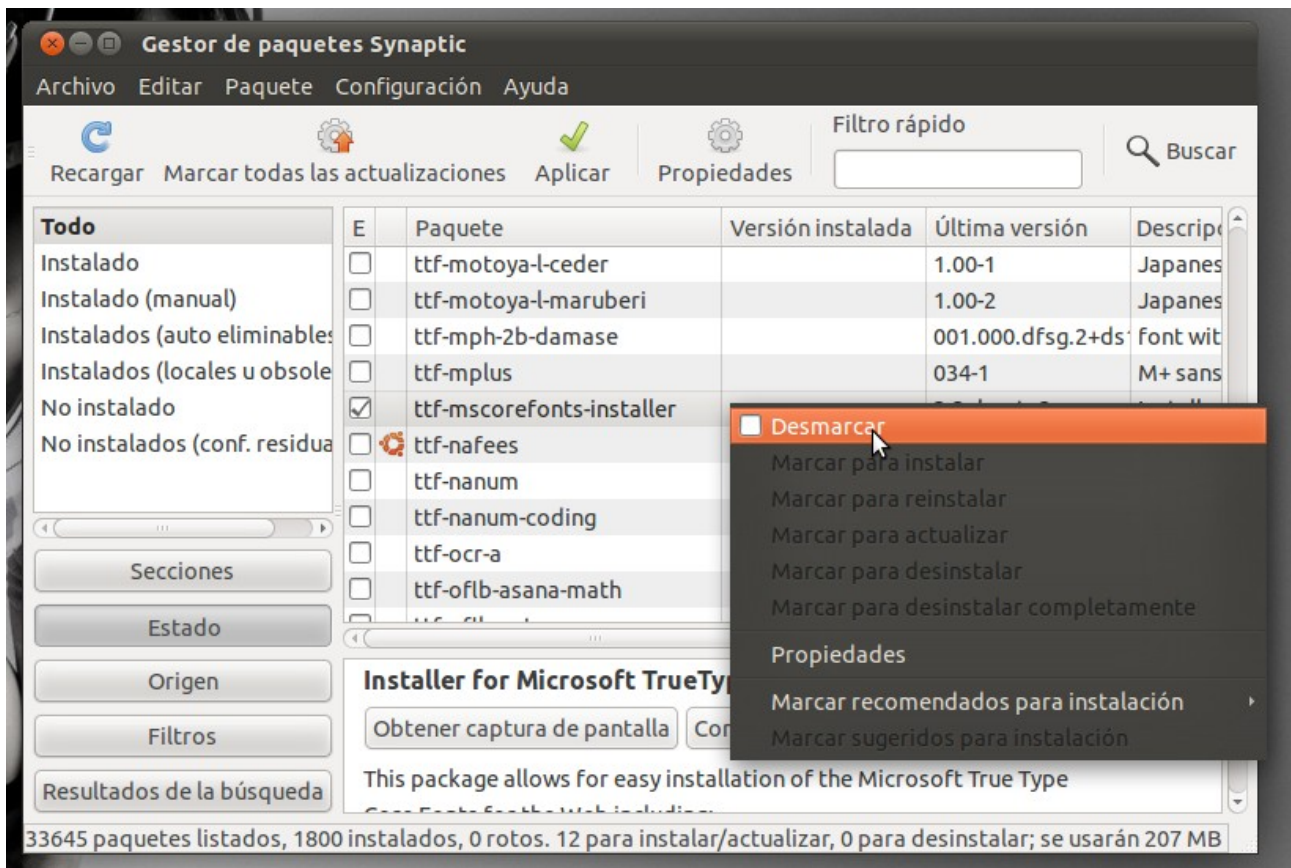 Gestor de paquetes Synaptic
Archivo Editar Paquete Configuración Ayuda
Recargar Marcar todas las actualizaciones Aplicar Propiedades Filtro rápido Buscar
Todo
Instalado
Instalado (manual)
Instalados (auto eliminables
Instalados (locales u obsole
No instalado
No instalados (conf. residua
Secciones
Estado
Origen
Filtros
Resultados de la búsqueda
E Paquete Versión instalada Última versión Descripc
ttf-motoya-l-ceder 1.00-1 Japanes
ttf-motoya-l-maruberi 1.00-2 Japanes
ttf-mph-2b-damase 001.000.dfsg.2+ds1 font wit
ttf-mplus 034-1 M+ sans
ttf-mscorefonts-installer
ttf-nafees
ttf-nanum
ttf-nanum-coding
ttf-ocr-a
ttf-oflb-asana-math
Desmarcar
Marcar para instalar
Marcar para reinstalar
Marcar para actualizar
Marcar para desinstalar
Marcar para desinstalar completamente
Propiedades
Marcar recomendados para instalación
Marcar sugeridos para instalación
Installer for Microsoft TrueTy
Obtener captura de pantalla
This package allows for easy installation of the Microsoft True Type
33645 paquetes listados, 1800 instalados, 0 rotos. 12 para instalar/actualizar, 0 para desinstalar; se usarán 207 MB